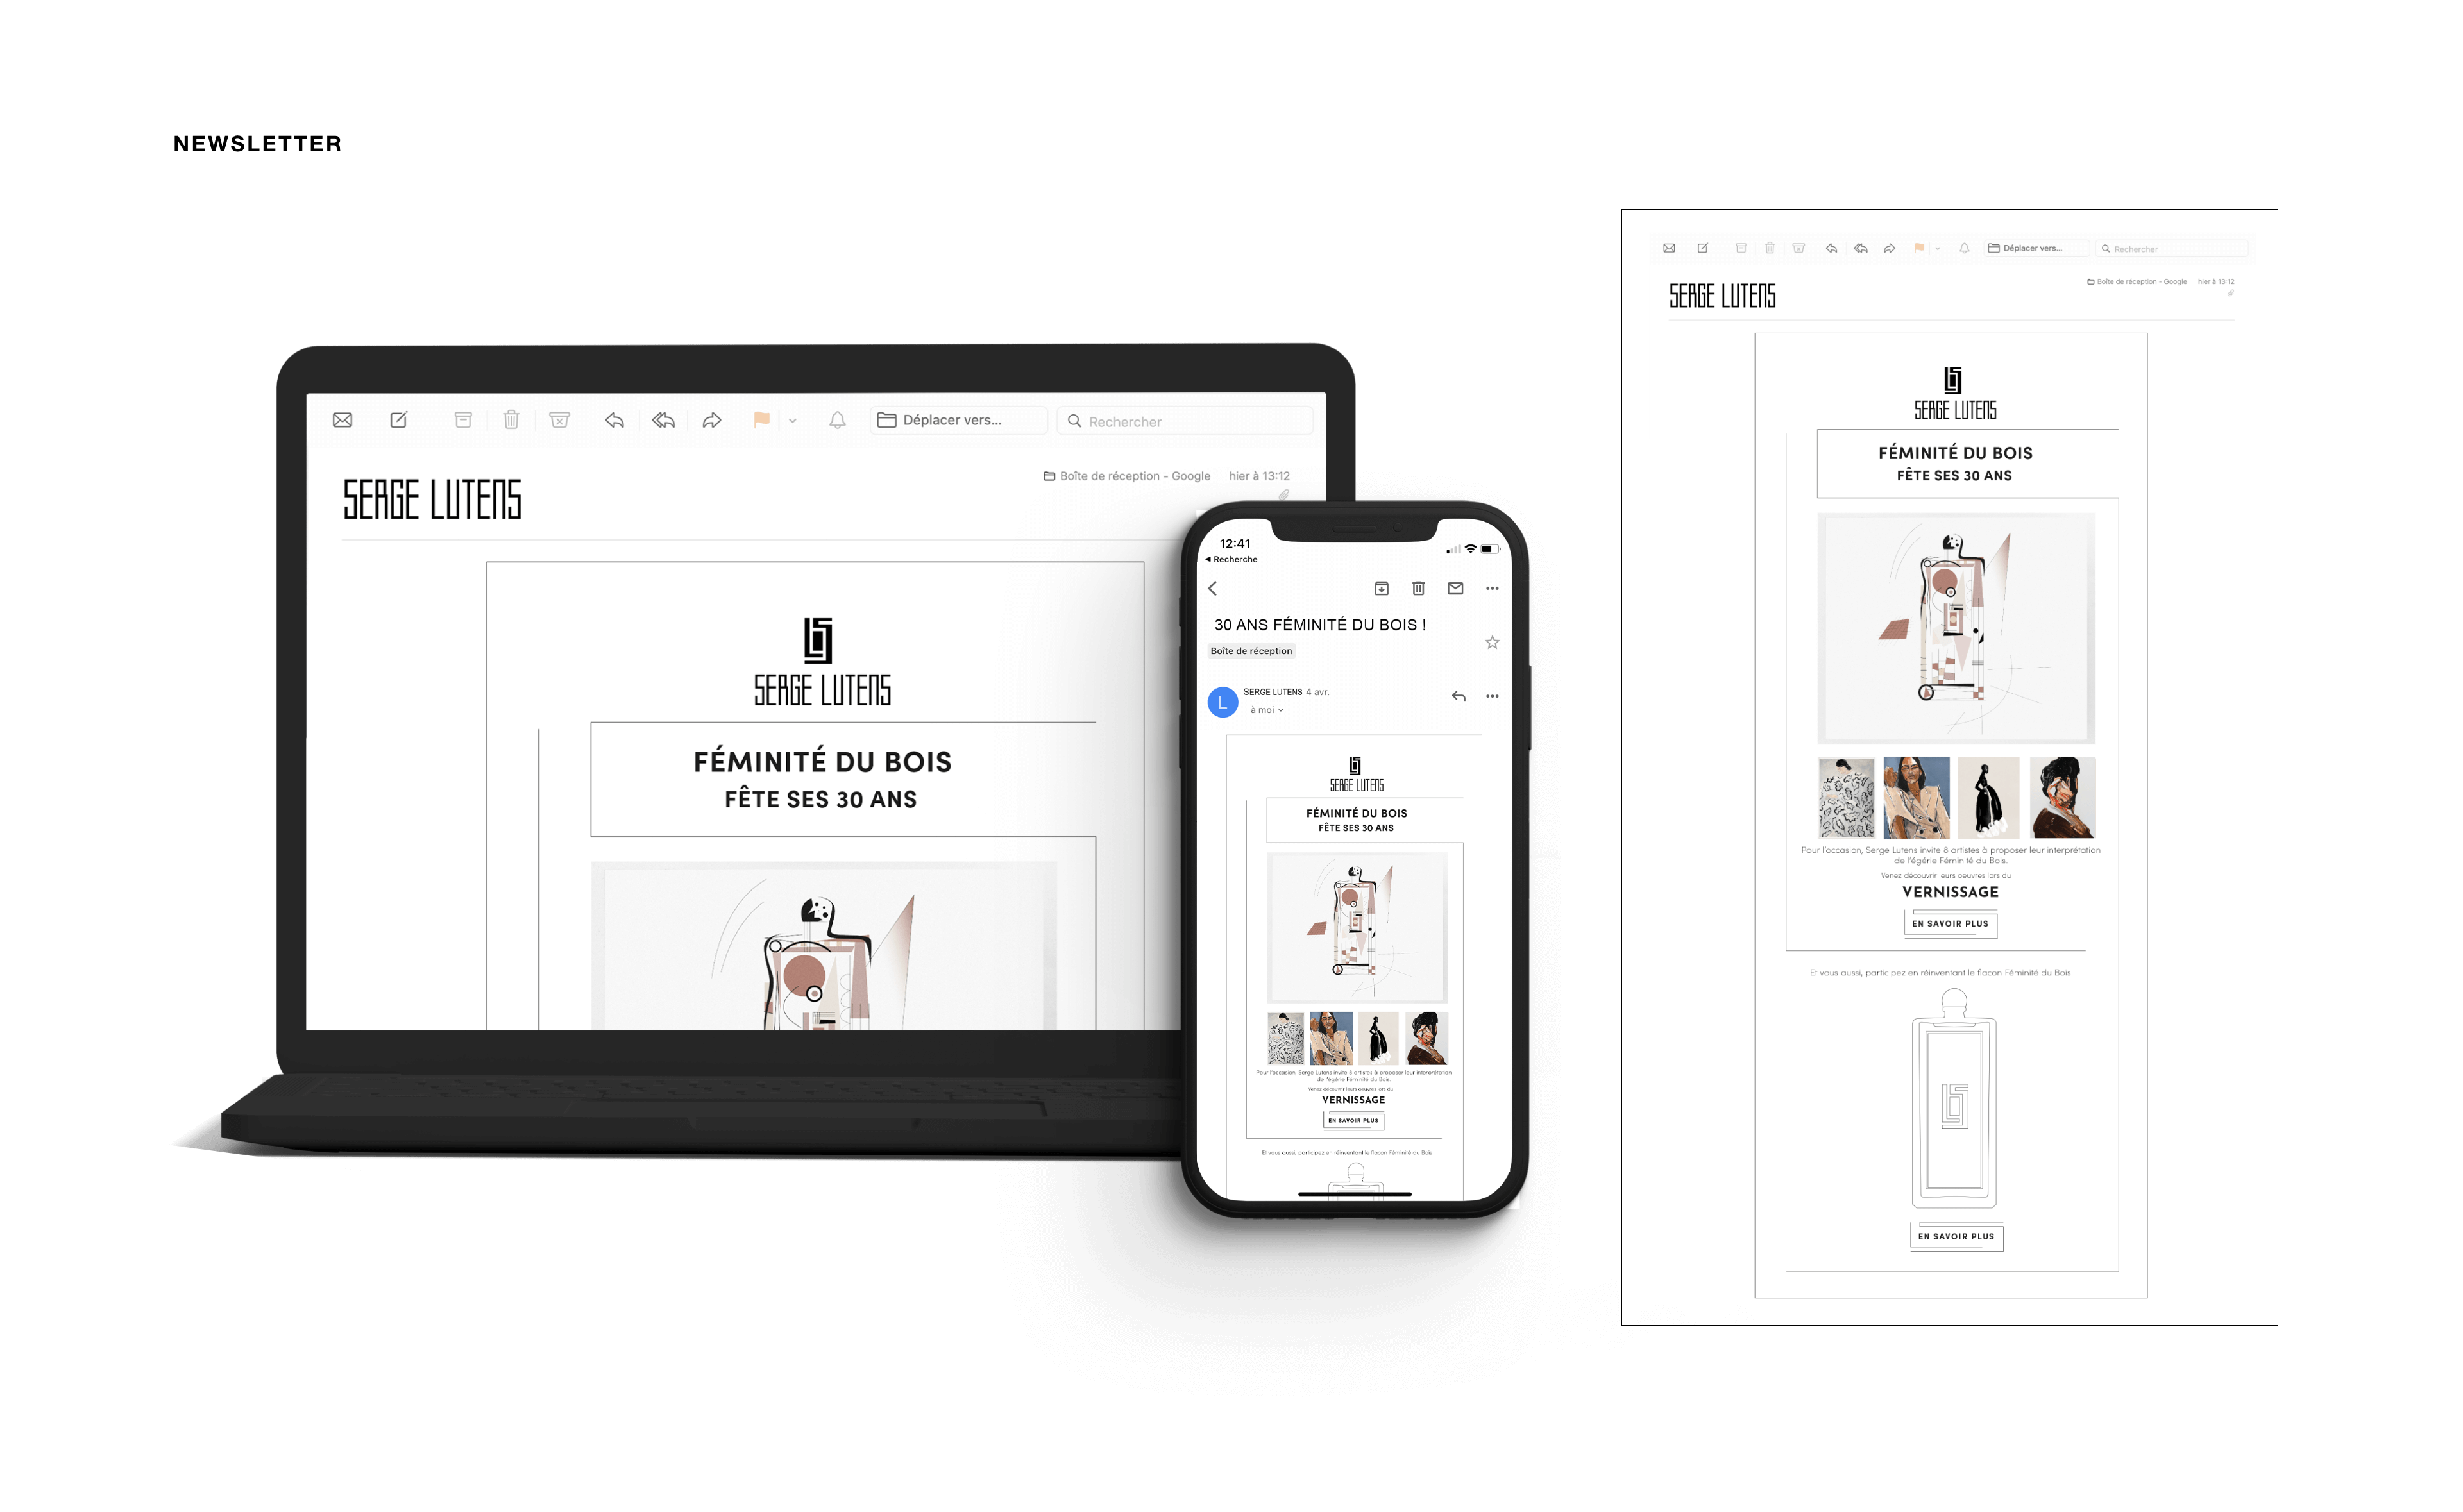 NEWSLETTER
Déplacer vers...
Rechercher
SERGE LUTENS
Boîte de réception - Google hier à 13:12
SERGE LUTENS
FÉMINITÉ DU BOIS
FÊTE SES 30 ANS
12:41
Recherche
30 ANS FÉMINITÉ DU BOIS !
Boîte de réception
L
SERGE LUTENS 4 avr.
à moi
SERGE LUTENS
FÉMINITÉ DU BOIS
FÊTE SES 30 ANS
Pour l'occasion, Serge Lutens invite 8 artistes à proposer leur interprétation
de l'égérie Féminité du Bois.
Venez découvrir leurs oeuvres lors du
VERNISSAGE
EN SAVOIR PLUS
Et vous aussi, participez en réinventant le flacon Féminité du Bois
Déplacer vers...
Rechercher
SERGE LUTENS
Boîte de réception - Google hier à 13:12
SERGE LUTENS
FÉMINITÉ DU BOIS
FÊTE SES 30 ANS
Pour l'occasion, Serge Lutens invite 8 artistes à proposer leur interprétation
de l'égérie Féminité du Bois.
Venez découvrir leurs oeuvres lors du
VERNISSAGE
EN SAVOIR PLUS
Et vous aussi, participez en réinventant le flacon Féminité du Bois
EN SAVOIR PLUS